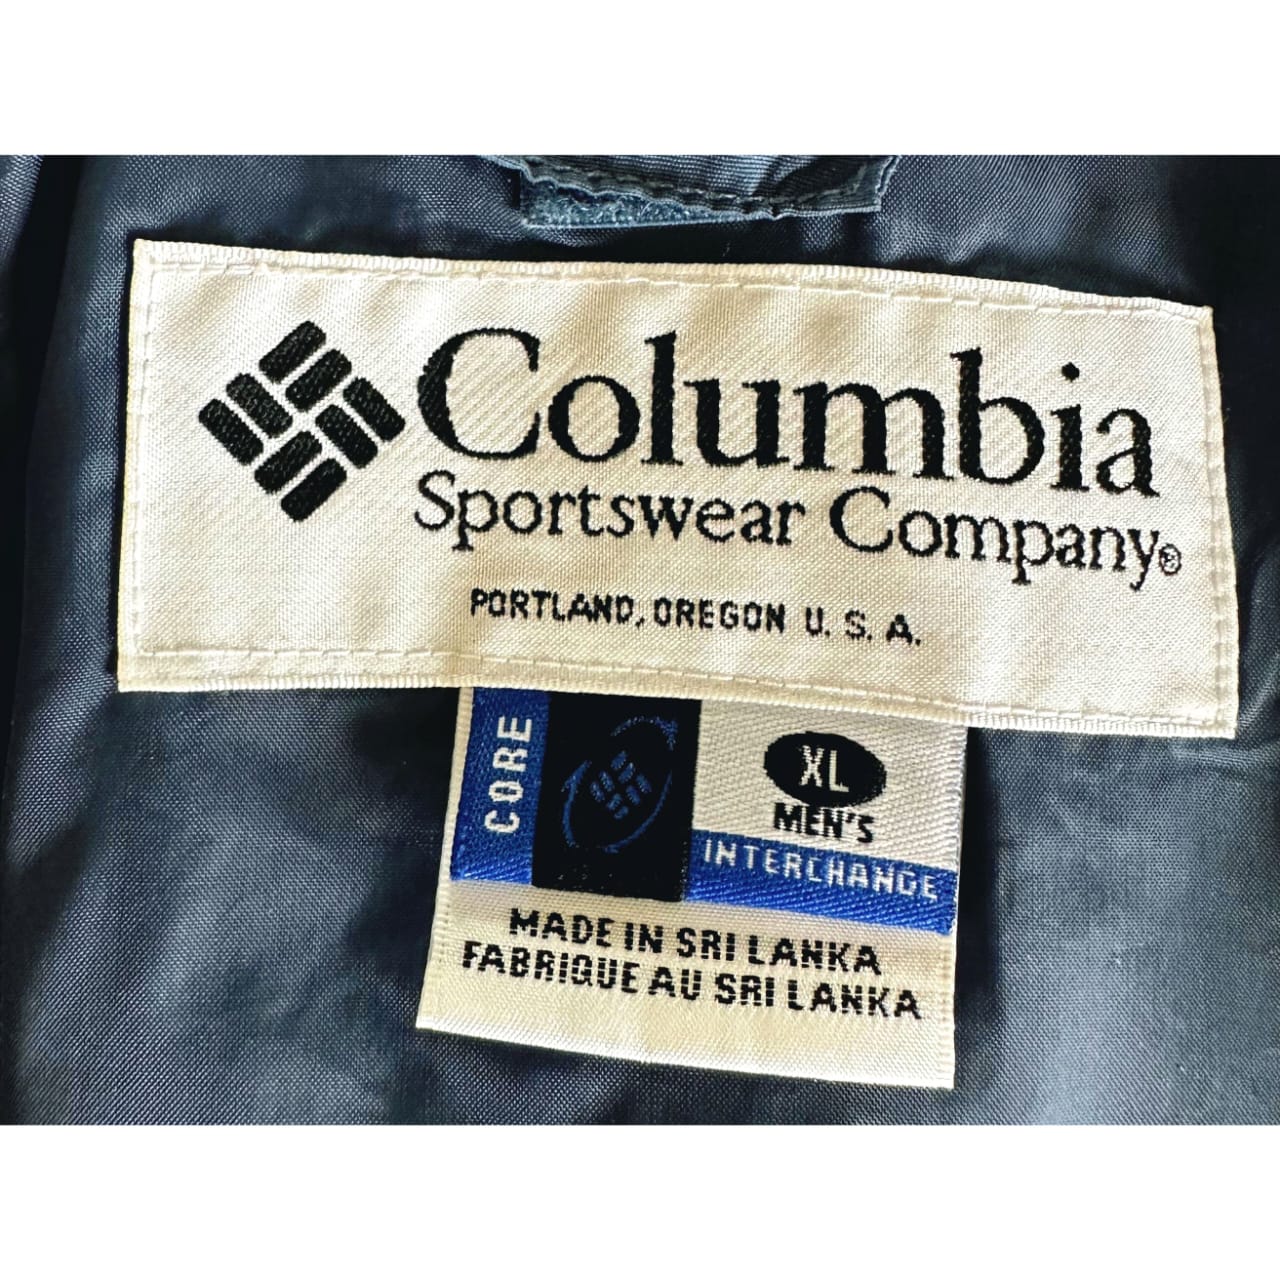 Columbia
Sportswear Company®
PORTLAND, OREGON U. S. A.
CORE
XL
MEN'S
INTERCHANGE
MADE IN SRI LANKA
FABRIQUE AU SRI LANKA